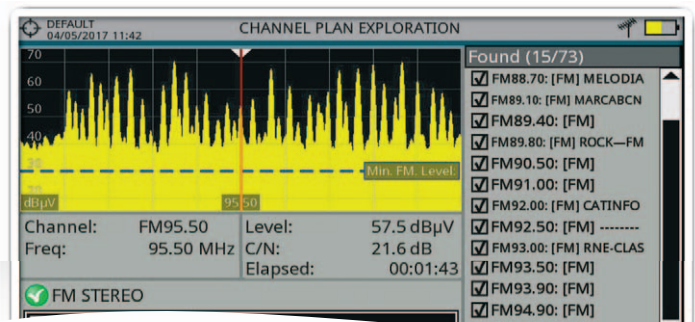 DEFAULT
04/05/2017 11:42
CHANNEL PLAN EXPLORATION
70
60
50
40
30
dBµV
95.50
Min. FM. Level:
Channel: FM95.50
Freq: 95.50 MHz
Level: 57.5 dBµV
C/N: 21.6 dB
Elapsed: 00:01:43
FM STEREO
Found (15/73)
FM88.70: [FM] MELODIA
FM89.10: [FM] MARCABCN
FM89.40: [FM]
FM89.80: [FM] ROCK—FM
FM90.50: [FM]
FM91.00: [FM]
FM92.00: [FM] CATINFO
FM92.50: [FM] --------
FM93.00: [FM] RNE-CLAS
FM93.50: [FM]
FM93.90: [FM]
FM94.90: [FM]